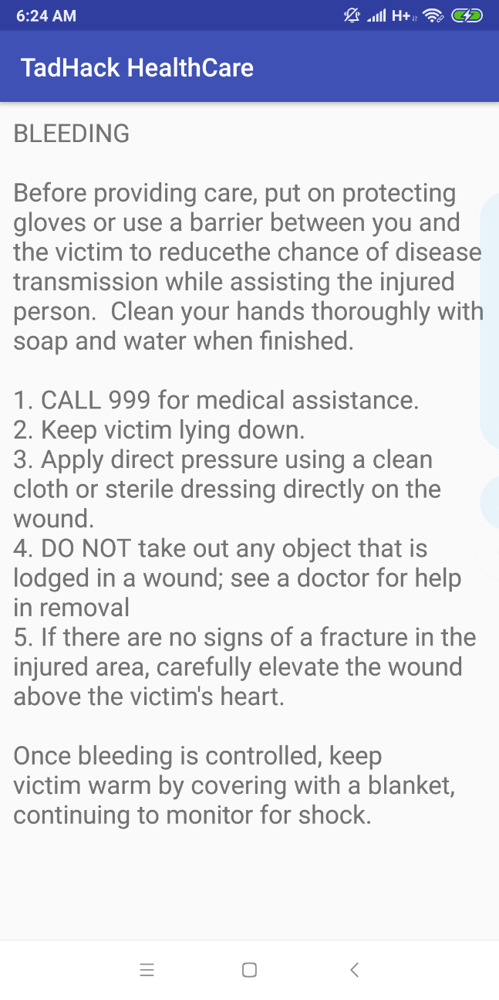 6:24 AM H+
TadHack HealthCare
BLEEDING
Before providing care, put on protecting
gloves or use a barrier between you and
the victim to reducethe chance of disease
transmission while assisting the injured
person.  Clean your hands thoroughly with
soap and water when finished.
1. CALL 999 for medical assistance.
2. Keep victim lying down.
3. Apply direct pressure using a clean
cloth or sterile dressing directly on the
wound.
4. DO NOT take out any object that is
lodged in a wound; see a doctor for help
in removal
5. If there are no signs of a fracture in the
injured area, carefully elevate the wound
above the victim's heart.
Once bleeding is controlled, keep
victim warm by covering with a blanket,
continuing to monitor for shock.